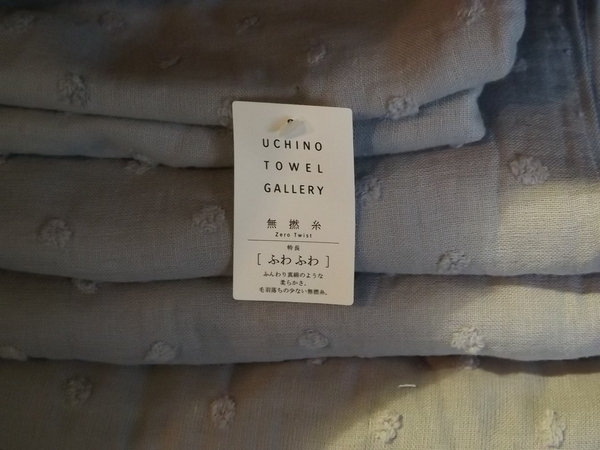 UCHINO
TOWEL
GALLERY
無撚糸
Zero Twist
特長
[ ふわふわ ]
ふんわり真綿のような
柔らかさ。
毛羽落ちの少ない無撚糸。